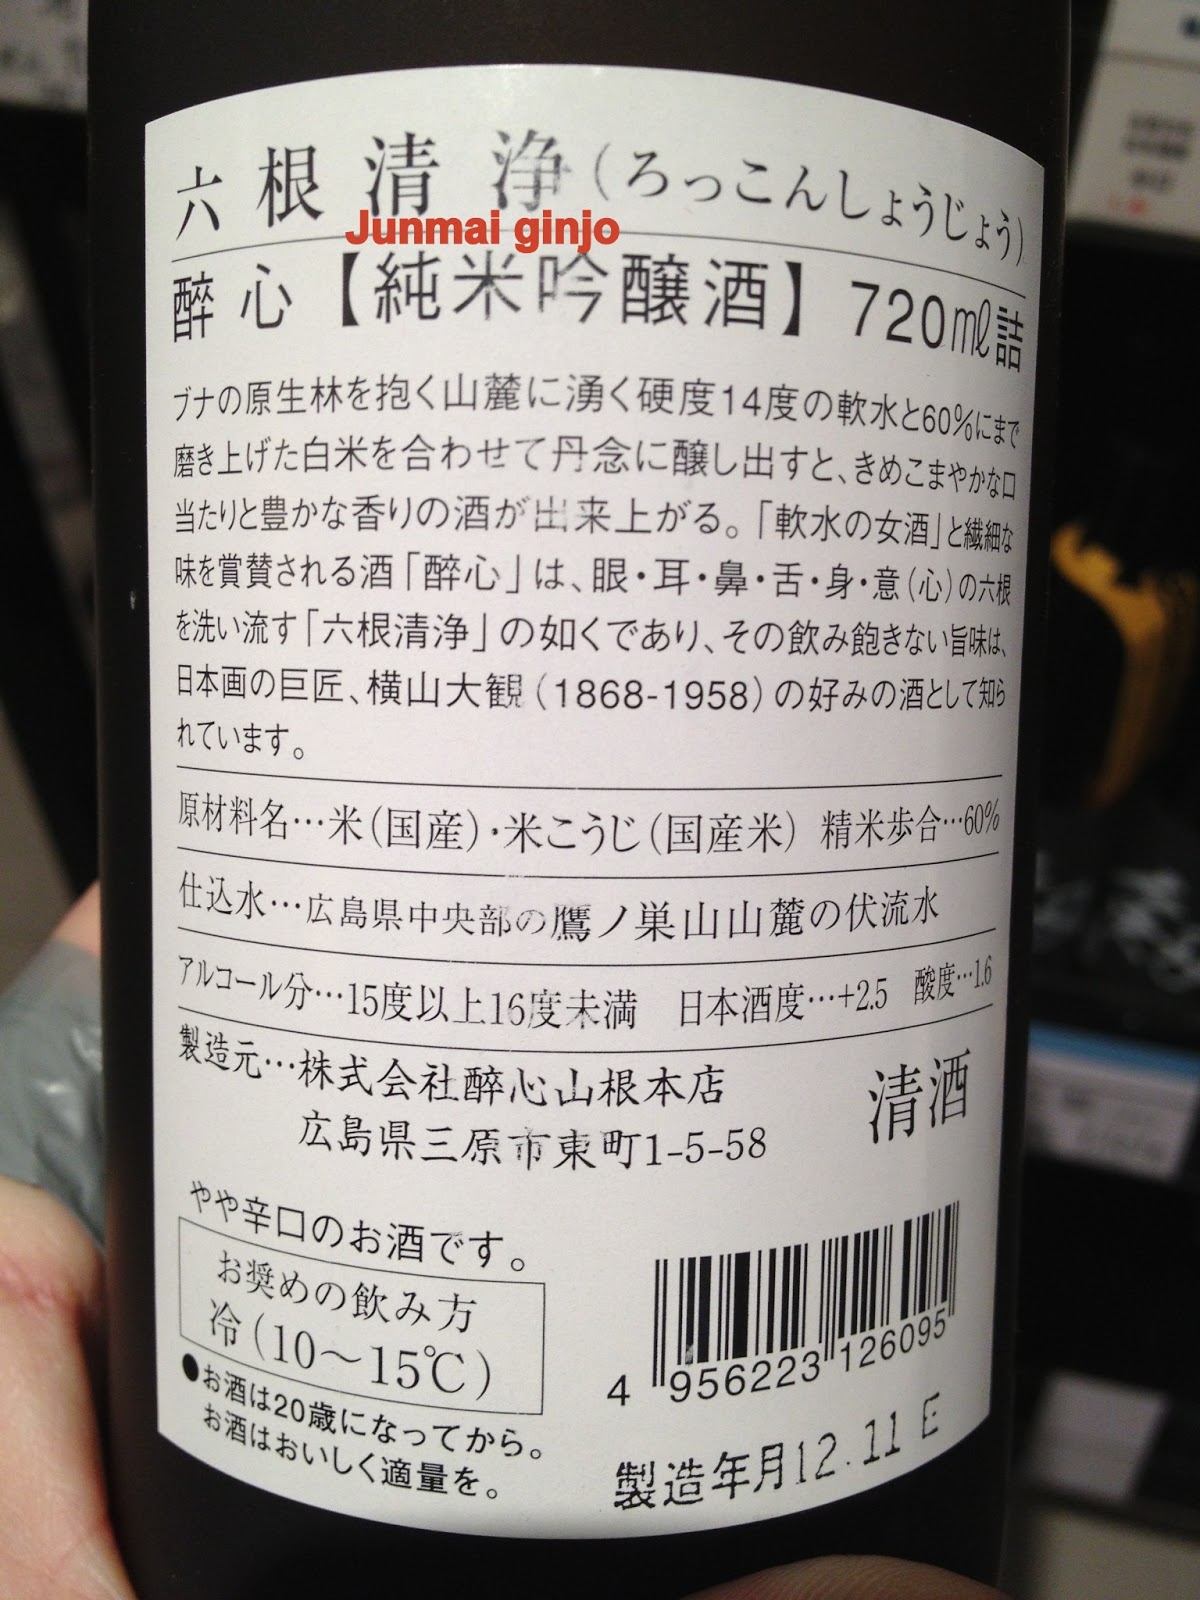 六根清浄（ろっこんしょうじょう）
Junmai ginjo
醉心【純米吟醸酒】720㎖詰
ブナの原生林を抱く山麓に湧く硬度14度の軟水と60％にまで
磨き上げた白米を合わせて丹念に醸し出すと、きめこまやかな口
当たりと豊かな香りの酒が出来上がる。「軟水の女酒」と繊細な
味を賞賛される酒「醉心」は、眼・耳・鼻・舌・身・意（心）の六根
を洗い流す「六根清浄」の如くであり、その飲み飽きない旨味は、
日本画の巨匠、横山大観（1868-1958）の好みの酒として知ら
れています。
原材料名…米（国産）・米こうじ（国産米） 精米歩合…60％
仕込水…広島県中央部の鷹ノ巣山山麓の伏流水
アルコール分…15度以上16度未満 日本酒度…+2.5 酸度…1.6
製造元…株式会社醉心山根本店
広島県三原市東町1-5-58
清酒
やや辛口のお酒です。
お奨めの飲み方
冷（10～15℃）
●お酒は20歳になってから。
お酒はおいしく適量を。
4 956223 126095
製造年月12.11 E